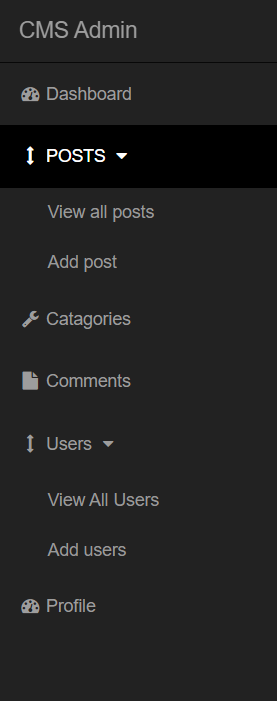 CMS Admin
Dashboard
POSTS
View all posts
Add post
Catagories
Comments
Users
View All Users
Add users
Profile